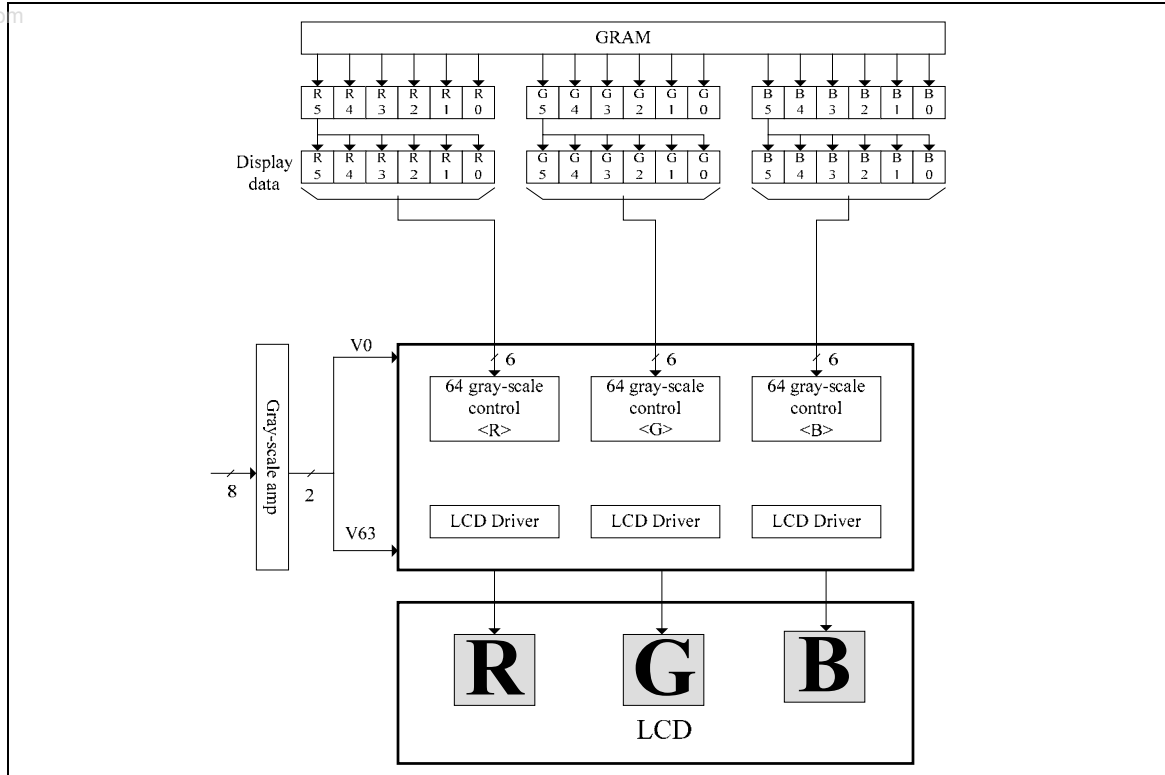 om
GRAM
R R R R R R G G G G G G B B B B B B
5 4 3 2 1 0 5 4 3 2 1 0 5 4 3 2 1 0
Display
data
R R R R R R G G G G G G B B B B B B
5 4 3 2 1 0 5 4 3 2 1 0 5 4 3 2 1 0
V0
6 6 6
64 gray-scale
control
<R>
64 gray-scale
control
<G>
64 gray-scale
control
<B>
Gray-scale amp
8
2
V63
LCD Driver LCD Driver LCD Driver
R G B
LCD